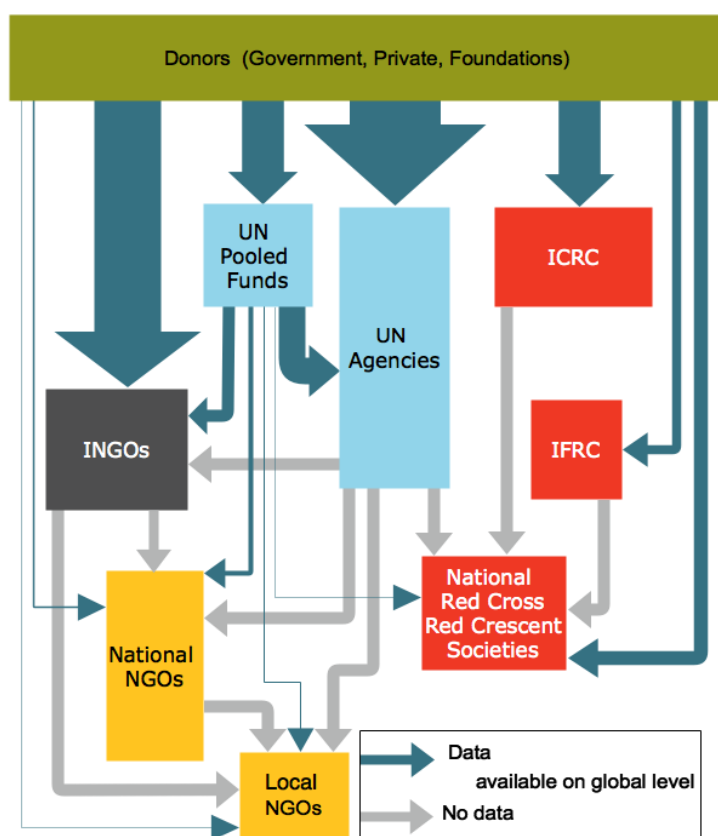 Donors (Government, Private, Foundations)
UN
Pooled
Funds
ICRC
UN
Agencies
INGOs
IFRC
National
Red Cross
Red Crescent
Societies
National
NGOs
Local
NGOs
Data
available on global level
No data